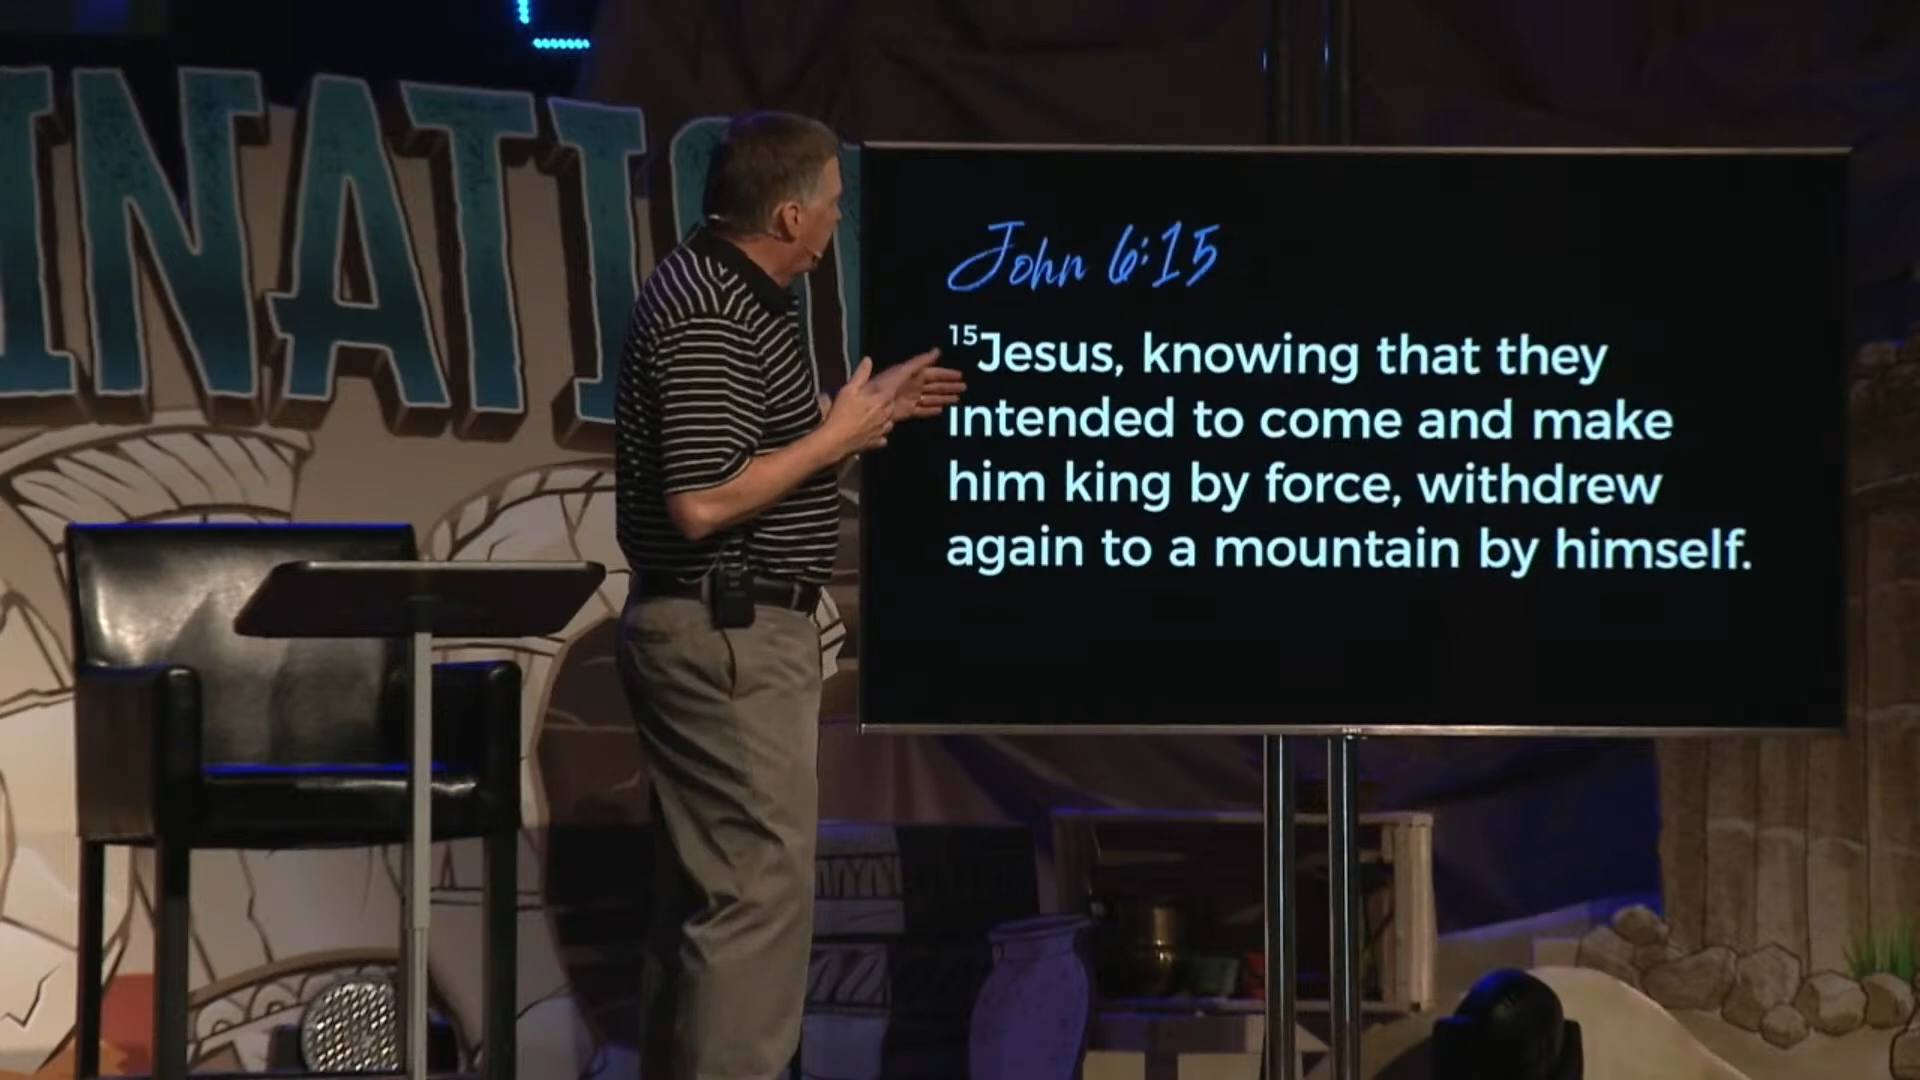 INATIO
John 6:15
15Jesus, knowing that they
intended to come and make
him king by force, withdrew
again to a mountain by himself.